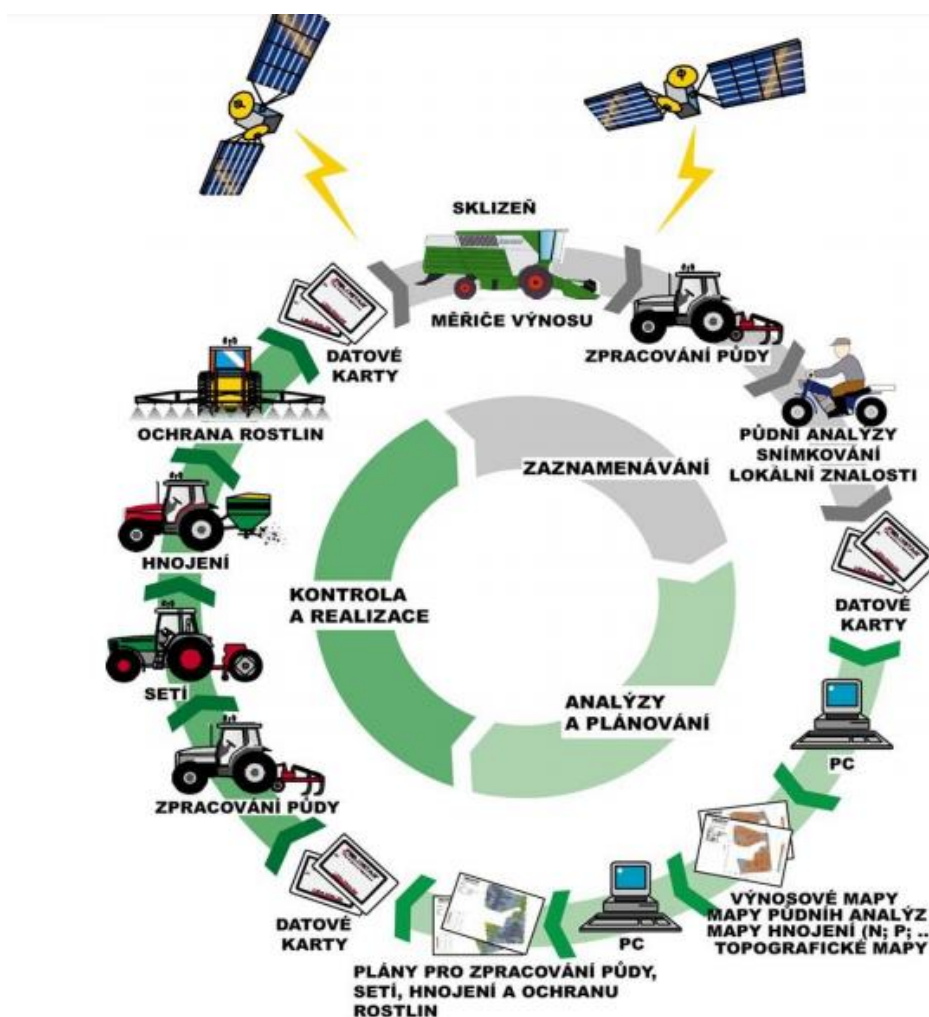 SKLIZEŇ
MĚŘIČE VÝNOSU
ZPRACOVÁNÍ PŮDY
PŮDNÍ ANALÝZY
SNÍMKOVÁNÍ
LOKÁLNÍ ZNALOSTI
DATOVÉ
KARTY
PC
VÝNOSOVÉ MAPY
MAPY PŮDNÍH ANALÝZ
MAPY HNOJENÍ (N; P; ..
TOPOGRAFICKÉ MAPY
PC
PLÁNY PRO ZPRACOVÁNÍ PŮDY,
SETÍ, HNOJENÍ A OCHRANU
ROSTLIN
DATOVÉ
KARTY
ZPRACOVÁNÍ PŮDY
SETÍ
HNOJENÍ
OCHRANA ROSTLIN
DATOVÉ
KARTY
ZAZNAMENÁVÁNÍ
ANALÝZY
A PLÁNOVÁNÍ
KONTROLA
A REALIZACE